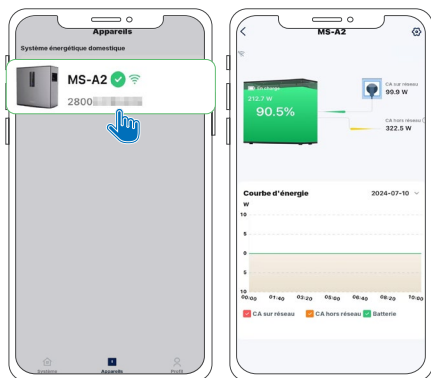 Appareils
Système énergétique domestique
MS-A2
2800
Appareils
Profil
MS-A2
En charge
212.7 W
90.5%
CA sur réseau
99.9 W
CA hors réseau
322.5 W
Courbe d'énergie 2024-07-10
W
10
5
0
5
10
00:00 01:40 03:20 05:00 06:40 08:20 10:00
CA sur réseau CA hors réseau Batterie